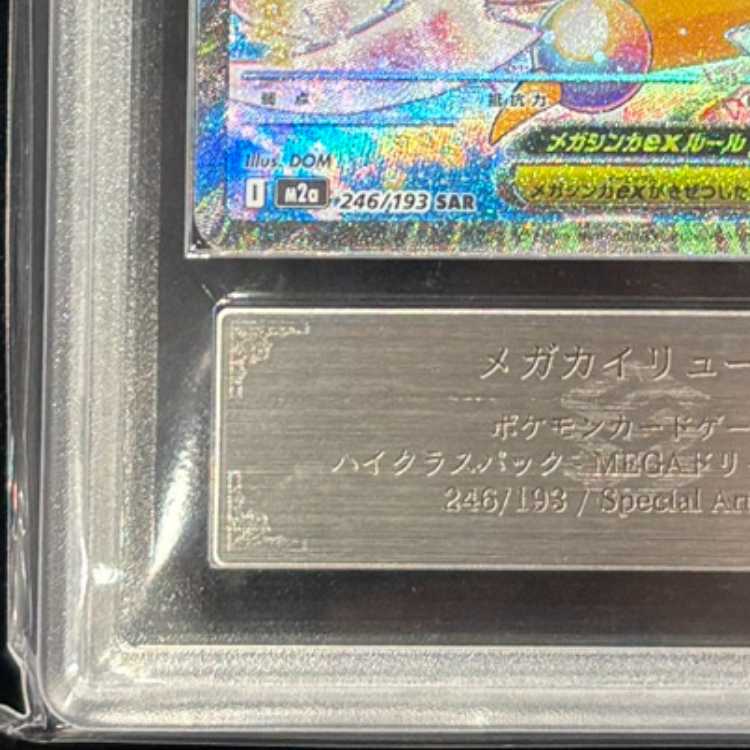 弱点 抵抗力
メガシンカexルール
Illus. DOM
メガシンカexがきぜつした
I M2a 246/193 SAR
メガカイリュー
ポケモンカードゲー
ハイクラスパック - MEGAドリ
246/193 / Special Ar